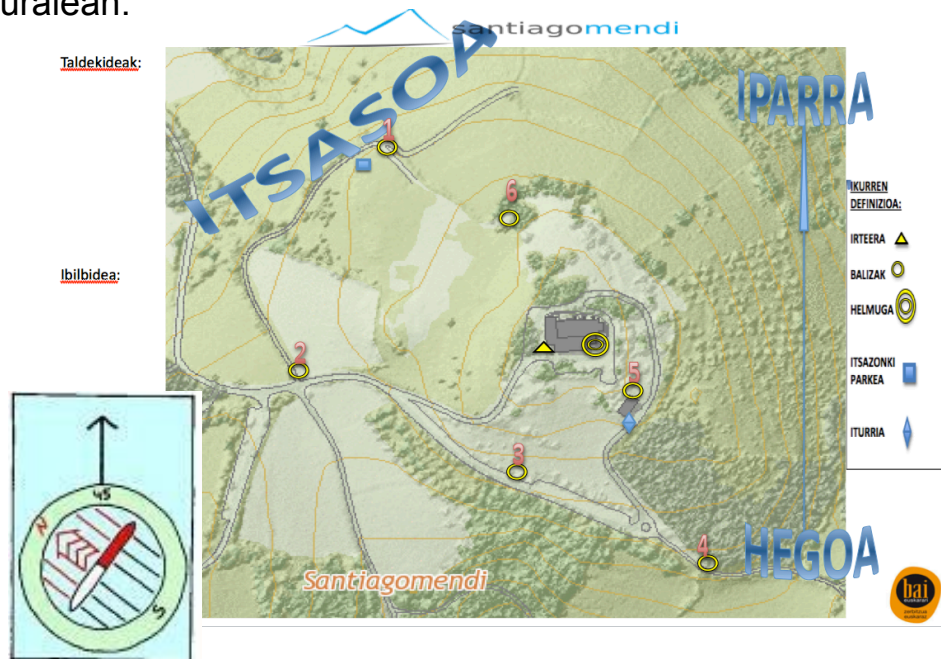 uralean.
santiagomendi
Taldekideak:
ITSASOA
IPARRA
1
6
IKURREN
DEFINIZIOA:
IRTEERA
BALIZAK
HELMUGA
ITSAZONKI
PARKEA
ITURRIA
Ibilbidea:
2
5
3
4
HEGOA
Santiagomendi
45
N
S
bai
euskarari